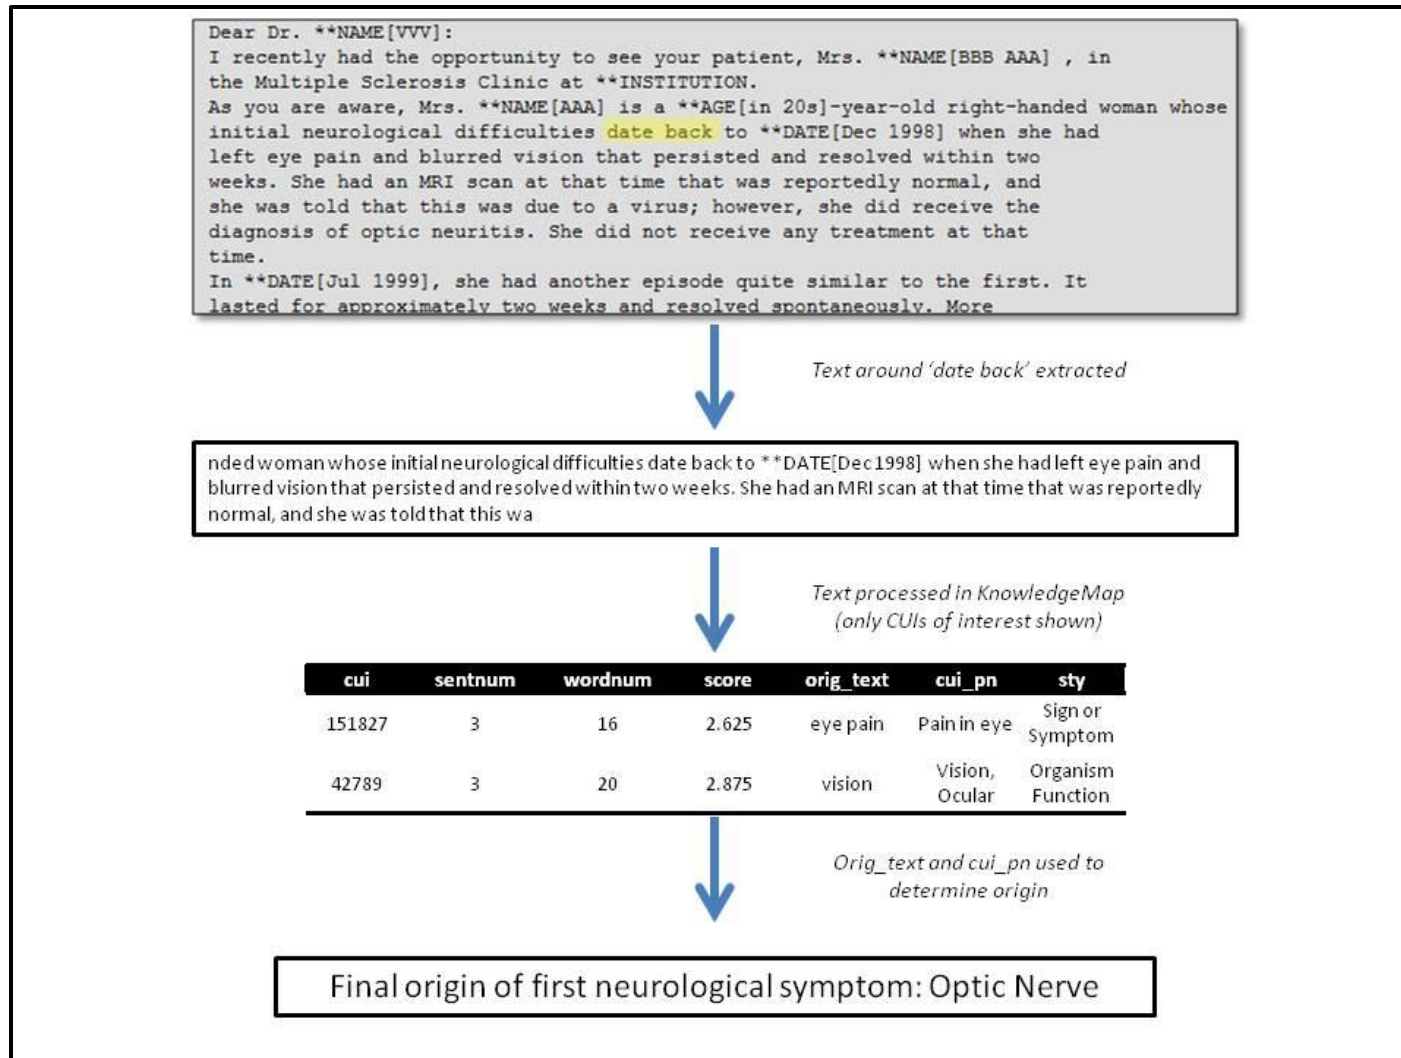 Dear Dr. **NAME[VVV]:
I recently had the opportunity to see your patient, Mrs. **NAME[BBB AAA] , in
the Multiple Sclerosis Clinic at **INSTITUTION.
As you are aware, Mrs. **NAME[AAA] is a **AGE[in 20s]-year-old right-handed woman whose
initial neurological difficulties date back to **DATE[Dec 1998] when she had
left eye pain and blurred vision that persisted and resolved within two
weeks. She had an MRI scan at that time that was reportedly normal, and
she was told that this was due to a virus; however, she did receive the
diagnosis of optic neuritis. She did not receive any treatment at that
time.
In **DATE[Jul 1999], she had another episode quite similar to the first. It
lasted for approximately two weeks and resolved spontaneously. More
Text around ‘date back’ extracted
nded woman whose initial neurological difficulties date back to **DATE[Dec 1998] when she had left eye pain and
blurred vision that persisted and resolved within two weeks. She had an MRI scan at that time that was reportedly
normal, and she was told that this wa
Text processed in KnowledgeMap
(only CUIs of interest shown)
cui sentnum wordnum score orig_text cui_pn sty
151827 3 16 2.625 eye pain Pain in eye Sign or Symptom
42789 3 20 2.875 vision Vision, Ocular Organism Function
Orig_text and cui_pn used to
determine origin
Final origin of first neurological symptom: Optic Nerve